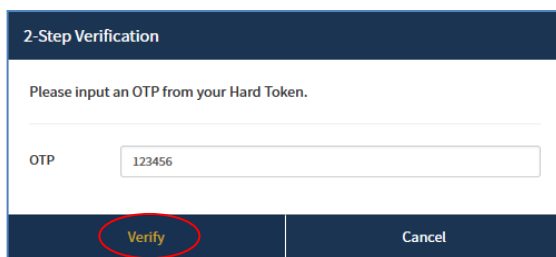 2-Step Verification
Please input an OTP from your Hard Token.
OTP 123456
Verify Cancel